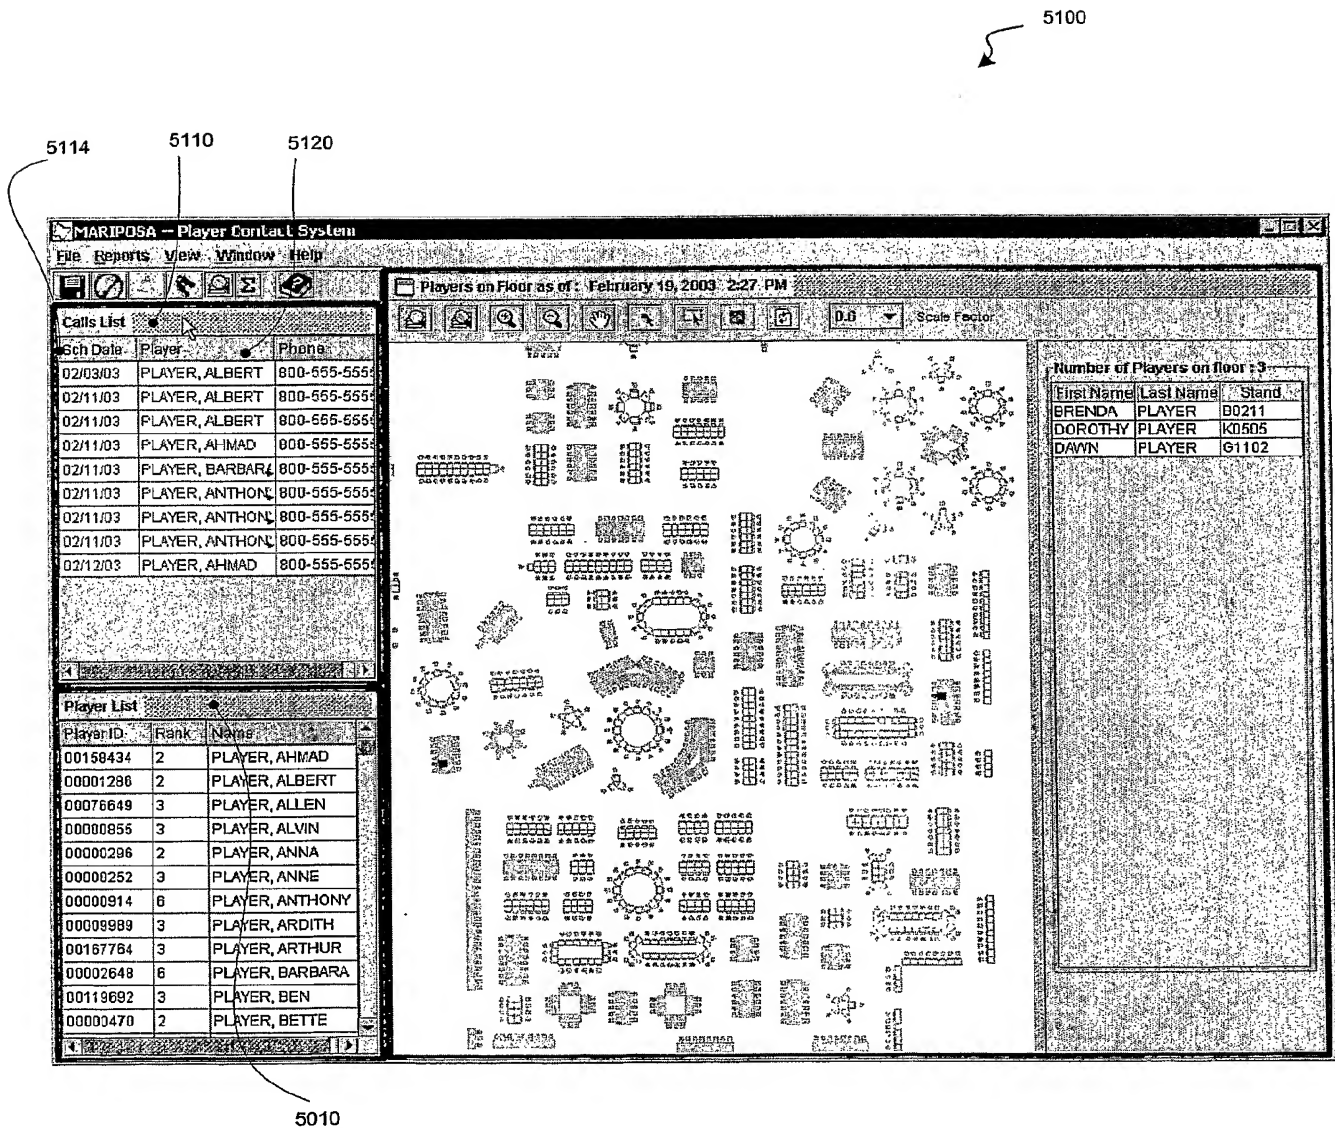 5100
5114
5110
5120
MARIPOSA -- Player Contact System
File Reports View Window Help
Players on Floor as of : February 19, 2003 2:27 PM
0.6 Scale Factor
Calls List
Sch Date Player Phone
02/03/03 PLAYER, ALBERT 800-555-555
02/11/03 PLAYER, ALBERT 800-555-555
02/11/03 PLAYER, ALBERT 800-555-555
02/11/03 PLAYER, AHMAD 800-555-555
02/11/03 PLAYER, BARBARA 800-555-555
02/11/03 PLAYER, ANTHON 800-555-555
02/11/03 PLAYER, ANTHON 800-555-555
02/11/03 PLAYER, ANTHON 800-555-555
02/12/03 PLAYER, AHMAD 800-555-555
Number of Players on floor : 3
First Name Last Name Stand
BRENDA PLAYER B0211
DOROTHY PLAYER K0505
DAWN PLAYER G1102
Player List
Player ID Rank Name
00158434 2 PLAYER, AHMAD
00001286 2 PLAYER, ALBERT
00076649 3 PLAYER, ALLEN
00000855 3 PLAYER, ALVIN
00000296 2 PLAYER, ANNA
00000252 3 PLAYER, ANNE
00000914 6 PLAYER, ANTHONY
00009989 3 PLAYER, ARDITH
00167764 3 PLAYER, ARTHUR
00002648 6 PLAYER, BARBARA
00119692 3 PLAYER, BEN
00000470 2 PLAYER, BETTE
5010